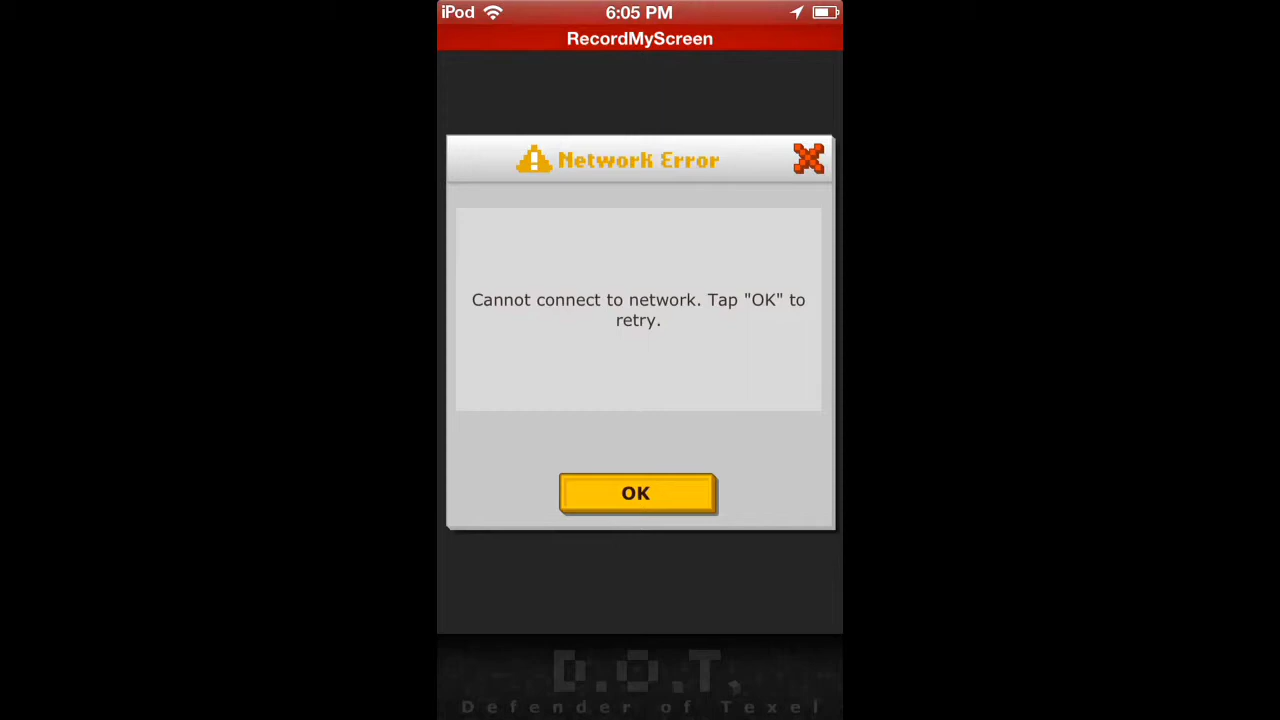 iPod 6:05 PM
RecordMyScreen
Network Error
Cannot connect to network. Tap "OK" to
retry.
OK
D.O.T.
Defender of Texel